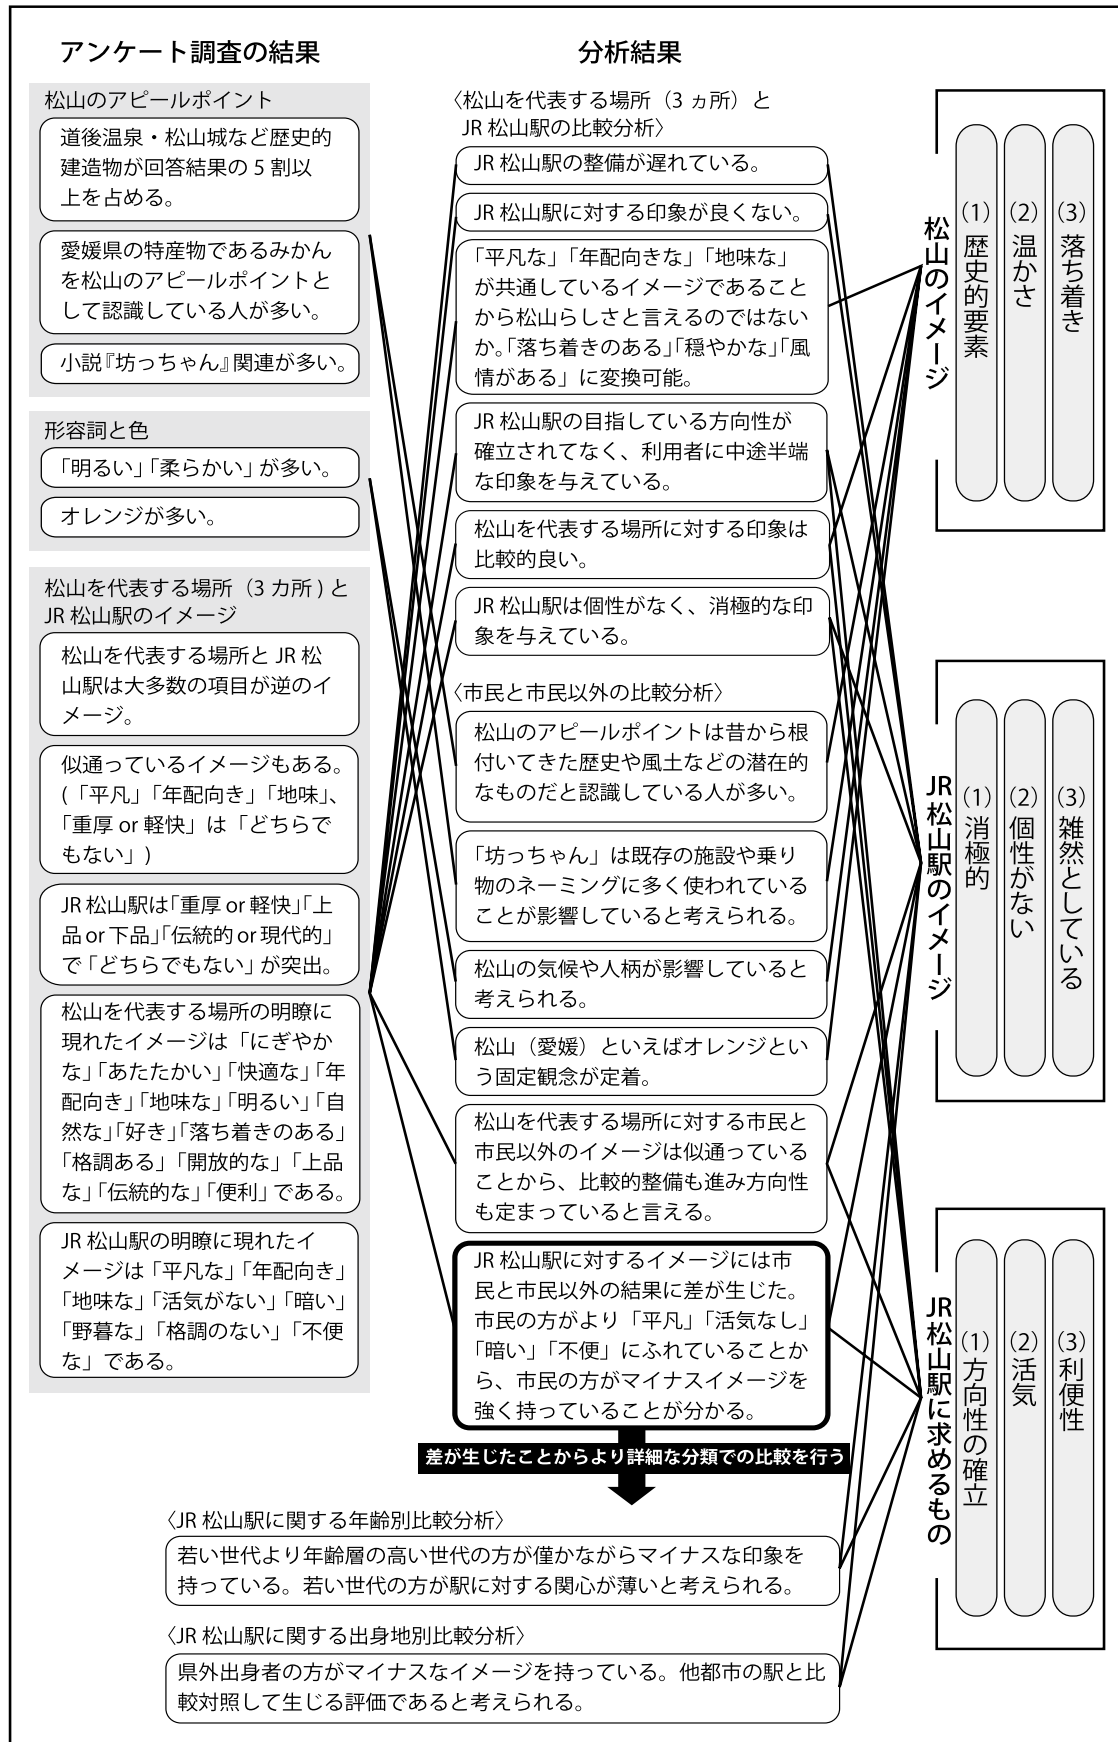 アンケート調査の結果
松山のアピールポイント
道後温泉・松山城など歴史的
建造物が回答結果の5割以
上を占める。
愛媛県の特産物であるみかん
を松山のアピールポイントと
して認識している人が多い。
小説『坊っちゃん』関連が多い。
形容詞と色
「明るい」「柔らかい」が多い。
オレンジが多い。
松山を代表する場所（3カ所)と
JR松山駅のイメージ
松山を代表する場所とJR松
山駅は大多数の項目が逆のイ
メージ。
似通っているイメージもある。
(「平凡」「年配向き」「地味」、
「重厚or軽快」は「どちらで
もない」)
JR松山駅は「重厚or軽快」「上
品or下品」「伝統的or現代的」
で「どちらでもない」が突出。
松山を代表する場所の明瞭に
現れたイメージは「にぎやか
な」「あたたかい」「快適な」「年
配向き」「地味な」「明るい」「自
然な」「好き」「落ち着きのある」
「格調ある」「開放的な」「上品
な」「伝統的な」「便利」である。
JR松山駅の明瞭に現れたイ
メージは「平凡な」「年配向き」
「地味な」「活気がない」「暗い」
「野暮な」「格調のない」「不便
な」である。
分析結果
〈松山を代表する場所（3ヵ所）と
JR松山駅の比較分析〉
JR松山駅の整備が遅れている。
JR松山駅に対する印象が良くない。
「平凡な」「年配向きな」「地味な」
が共通しているイメージであること
から松山らしさと言えるのではない
か。「落ち着きのある」「穏やかな」「風
情がある」に変換可能。
JR松山駅の目指している方向性が
確立されてなく、利用者に中途半端
な印象を与えている。
松山を代表する場所に対する印象は
比較的良い。
JR松山駅は個性がなく、消極的な印
象を与えている。
〈市民と市民以外の比較分析〉
松山のアピールポイントは昔から根
付いてきた歴史や風土などの潜在的
なものだと認識している人が多い。
「坊っちゃん」は既存の施設や乗り
物のネーミングに多く使われている
ことが影響していると考えられる。
松山の気候や人柄が影響していると
考えられる。
松山（愛媛）といえばオレンジとい
う固定観念が定着。
松山を代表する場所に対する市民と
市民以外のイメージは似通っている
ことから、比較的整備も進み方向性
も定まっていると言える。
JR松山駅に対するイメージには市
民と市民以外の結果に差が生じた。
市民の方がより「平凡」「活気なし」
「暗い」「不便」にふれていることか
ら、市民の方がマイナスイメージを
強く持っていることが分かる。
差が生じたことからより詳細な分類での比較を行う
〈JR松山駅に関する年齢別比較分析〉
若い世代より年齢層の高い世代の方が僅かながらマイナスな印象を
持っている。若い世代の方が駅に対する関心が薄いと考えられる。
〈JR松山駅に関する出身地別比較分析〉
県外出身者の方がマイナスなイメージを持っている。他都市の駅と比
較対照して生じる評価であると考えられる。
松山のイメージ
(1)歴史的要素
(2)温かさ
(3)落ち着き
JR松山駅のイメージ
(1)消極的
(2)個性がない
(3)雑然としている
JR松山駅に求めるもの
(1)方向性の確立
(2)活気
(3)利便性